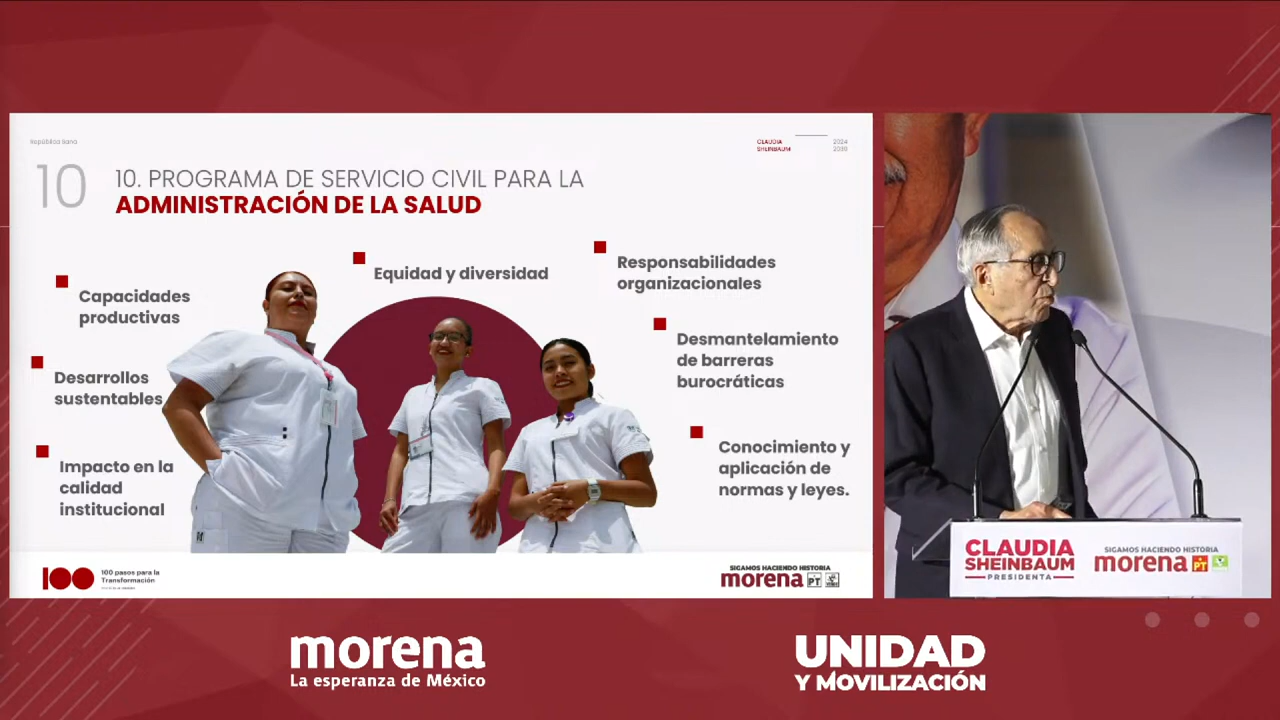 República Sana
CLAUDIA
SHEINBAUM
2024
2030
10
10. PROGRAMA DE SERVICIO CIVIL PARA LA
ADMINISTRACIÓN DE LA SALUD
Capacidades
productivas
Desarrollos
sustentables
Impacto en la
calidad
institucional
Equidad y diversidad
Responsabilidades
organizacionales
Desmantelamiento
de barreras
burocráticas
Conocimiento y
aplicación de
normas y leyes.
100
100 pasos para la
Transformación
SIGAMOS HACIENDO HISTORIA
morena PT VERDE
CLAUDIA
SHEINBAUM
PRESIDENTA
SIGAMOS HACIENDO HISTORIA
morena PT
morena
La esperanza de México
UNIDAD
Y MOVILIZACIÓN